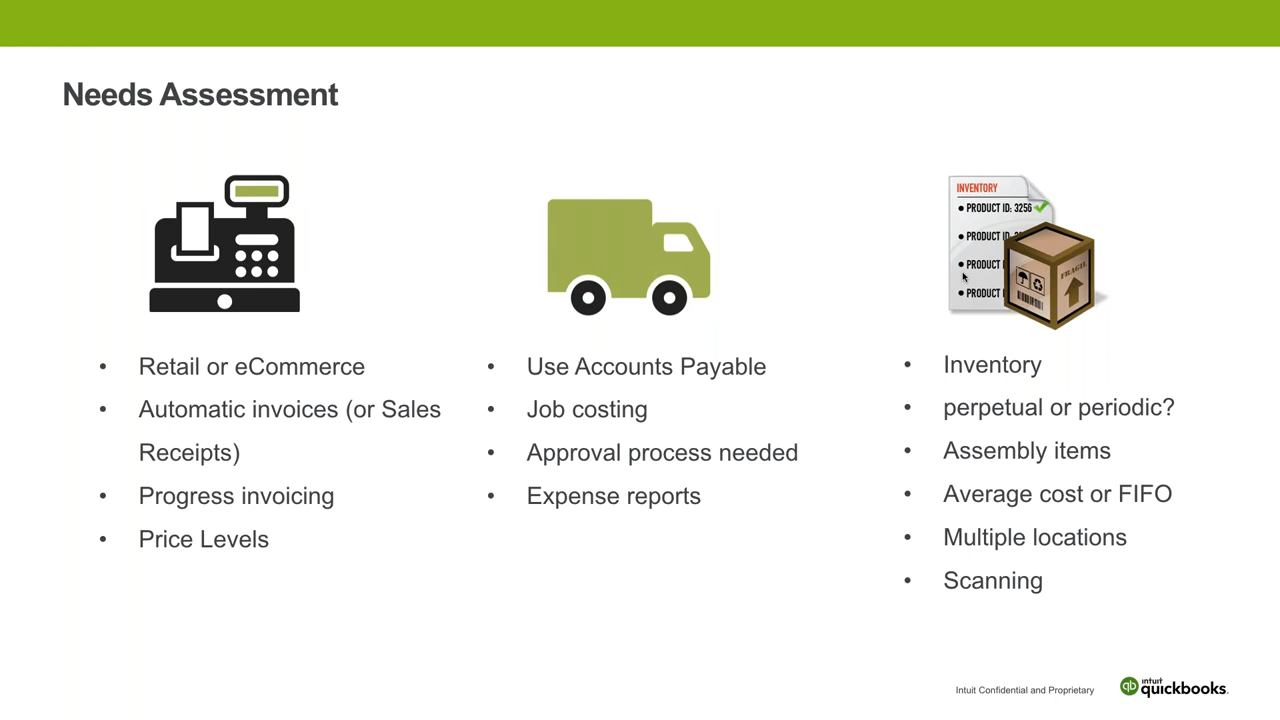 Needs Assessment
INVENTORY
• PRODUCT ID: 3256
• PRODUCT ID:
• PRODUCT
• PRODUCT
FRAGIL
• Retail or eCommerce
• Automatic invoices (or Sales
Receipts)
• Progress invoicing
• Price Levels
• Use Accounts Payable
• Job costing
• Approval process needed
• Expense reports
• Inventory
• perpetual or periodic?
• Assembly items
• Average cost or FIFO
• Multiple locations
• Scanning
Intuit Confidential and Proprietary
qb intuit quickbooks.